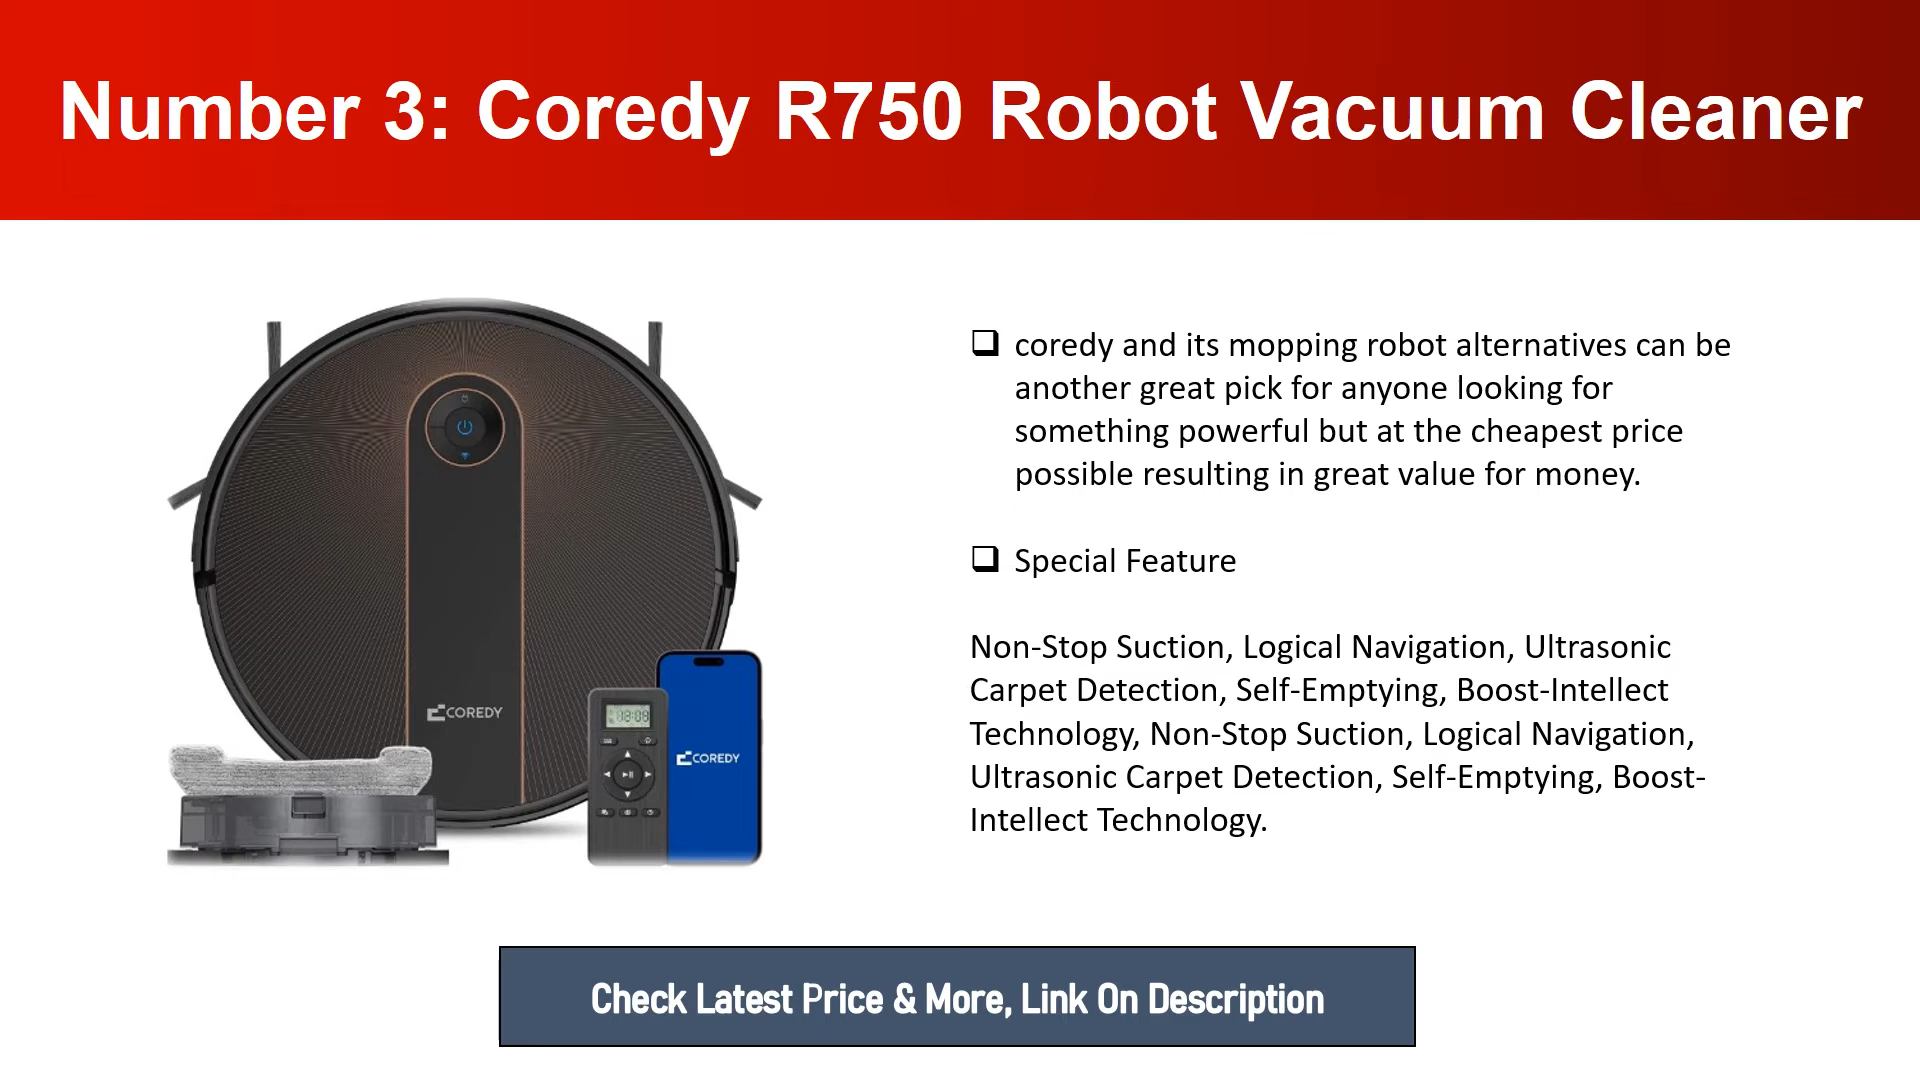 Number 3: Coredy R750 Robot Vacuum Cleaner
coredy and its mopping robot alternatives can be
another great pick for anyone looking for
something powerful but at the cheapest price
possible resulting in great value for money.
Special Feature
Non-Stop Suction, Logical Navigation, Ultrasonic
Carpet Detection, Self-Emptying, Boost-Intellect
Technology, Non-Stop Suction, Logical Navigation,
Ultrasonic Carpet Detection, Self-Emptying, Boost-
Intellect Technology.
COREDY
18:08
COREDY
Check Latest Price & More, Link On Description